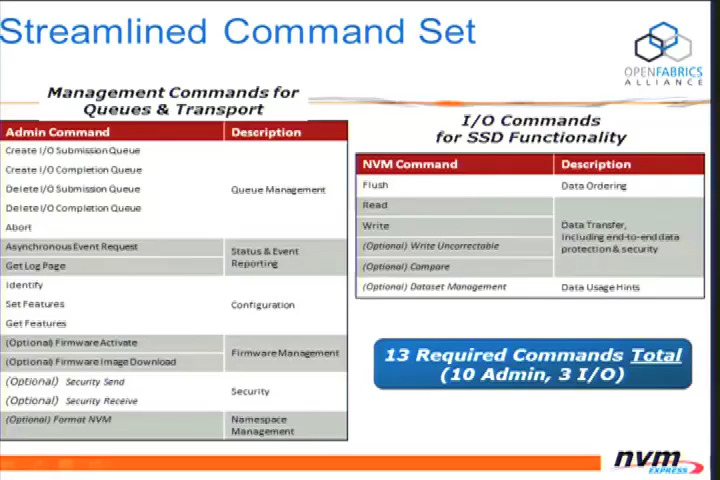 Streamlined Command Set
OPENFABRICS
ALLIANCE
Management Commands for
Queues & Transport
Admin Command Description
Create I/O Submission Queue
Create I/O Completion Queue
Delete I/O Submission Queue
Delete I/O Completion Queue
Abort
Queue Management
Asynchronous Event Request
Get Log Page
Status & Event
Reporting
Identify
Set Features
Get Features
Configuration
(Optional) Firmware Activate
(Optional) Firmware Image Download
Firmware Management
(Optional) Security Send
(Optional) Security Receive
Security
(Optional) Format NVM
Namespace
Management
I/O Commands
for SSD Functionality
NVM Command Description
Flush Data Ordering
Read
Write
(Optional) Write Uncorrectable
(Optional) Compare
Data Transfer,
including end-to-end data
protection & security
(Optional) Dataset Management Data Usage Hints
13 Required Commands Total
(10 Admin, 3 I/O)
nvm
EXPRESS